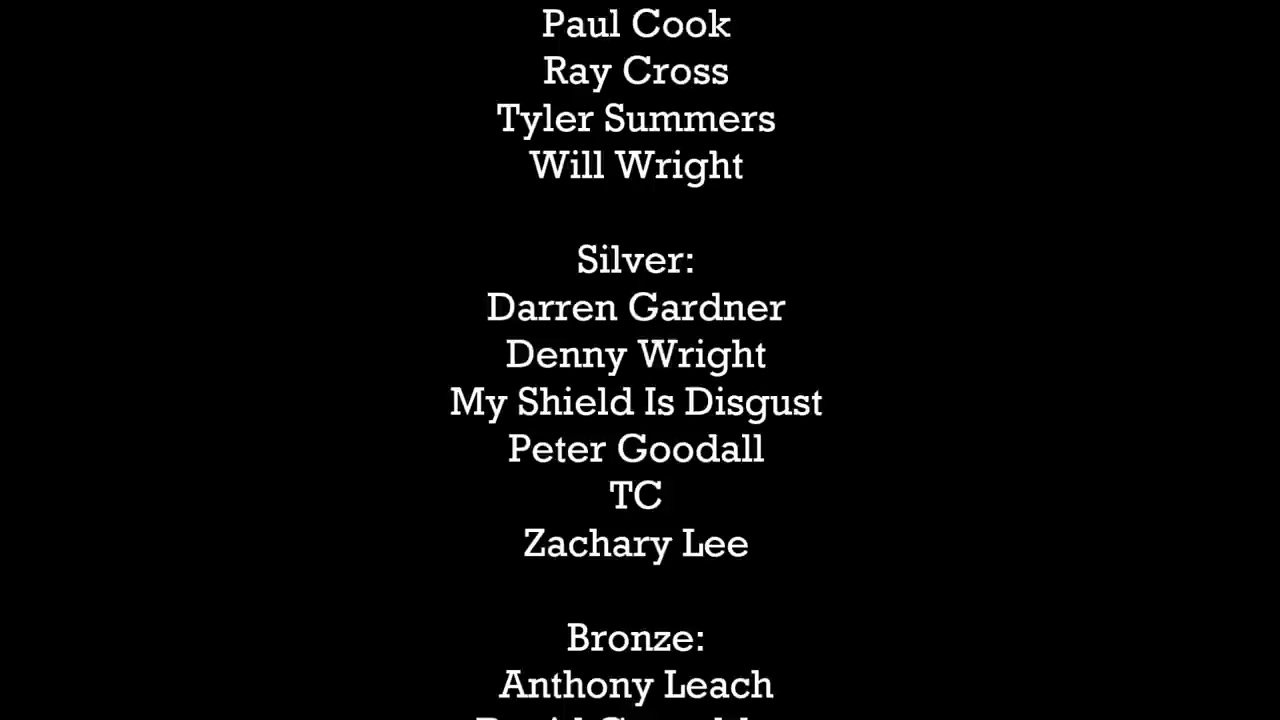 Paul Cook
Ray Cross
Tyler Summers
Will Wright
Silver:
Darren Gardner
Denny Wright
My Shield Is Disgust
Peter Goodall
TC
Zachary Lee
Bronze:
Anthony Leach